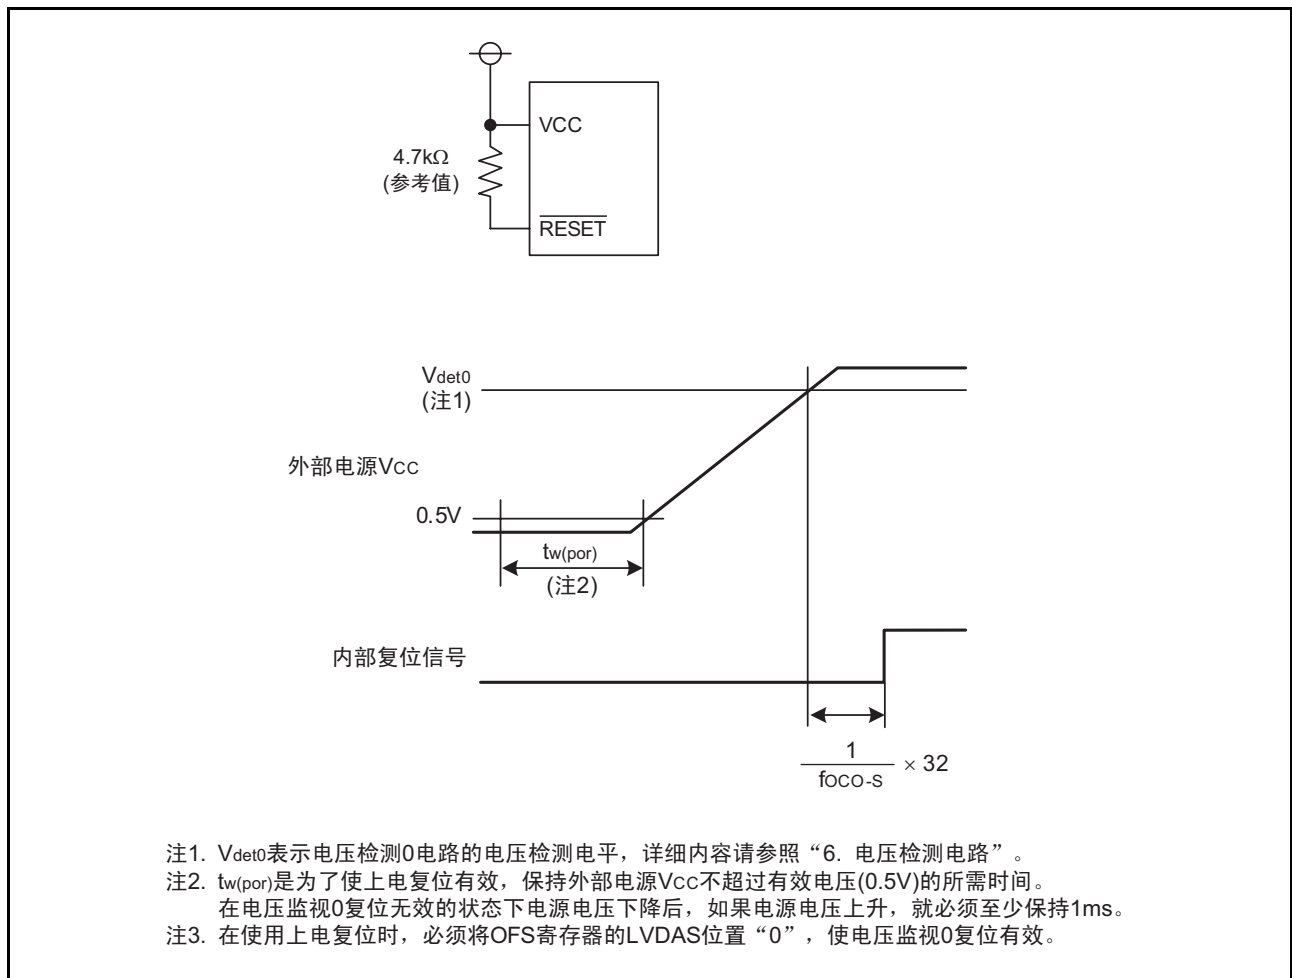 VCC
4.7kΩ
(参考值)
RESET
Vdet0
(注1)
外部电源VCC
0.5V
tw(por)
(注2)
内部复位信号
1
fOCO-S
× 32
注1. Vdet0表示电压检测0电路的电压检测电平，详细内容请参照“6. 电压检测电路”。
注2. tw(por)是为了使上电复位有效，保持外部电源VCC不超过有效电压(0.5V)的所需时间。
在电压监视0复位无效的状态下电源电压下降后，如果电源电压上升，就必须至少保持1ms。
注3. 在使用上电复位时，必须将OFS寄存器的LVDAS位置“0”，使电压监视0复位有效。